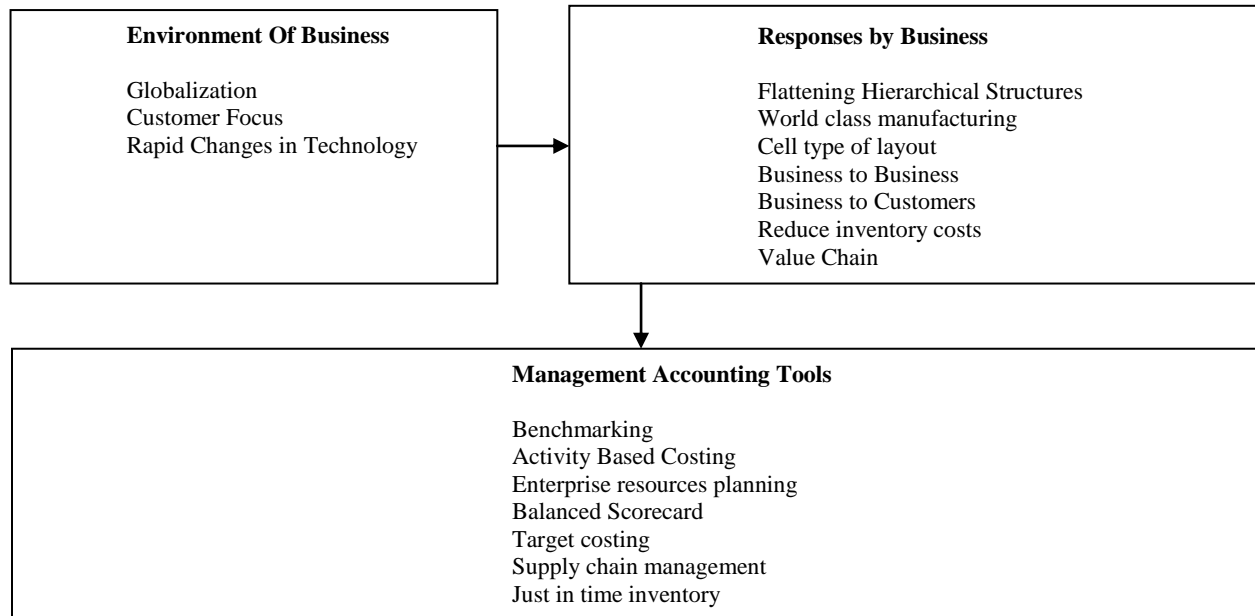 Environment Of Business
Globalization
Customer Focus
Rapid Changes in Technology
Responses by Business
Flattening Hierarchical Structures
World class manufacturing
Cell type of layout
Business to Business
Business to Customers
Reduce inventory costs
Value Chain
Management Accounting Tools
Benchmarking
Activity Based Costing
Enterprise resources planning
Balanced Scorecard
Target costing
Supply chain management
Just in time inventory